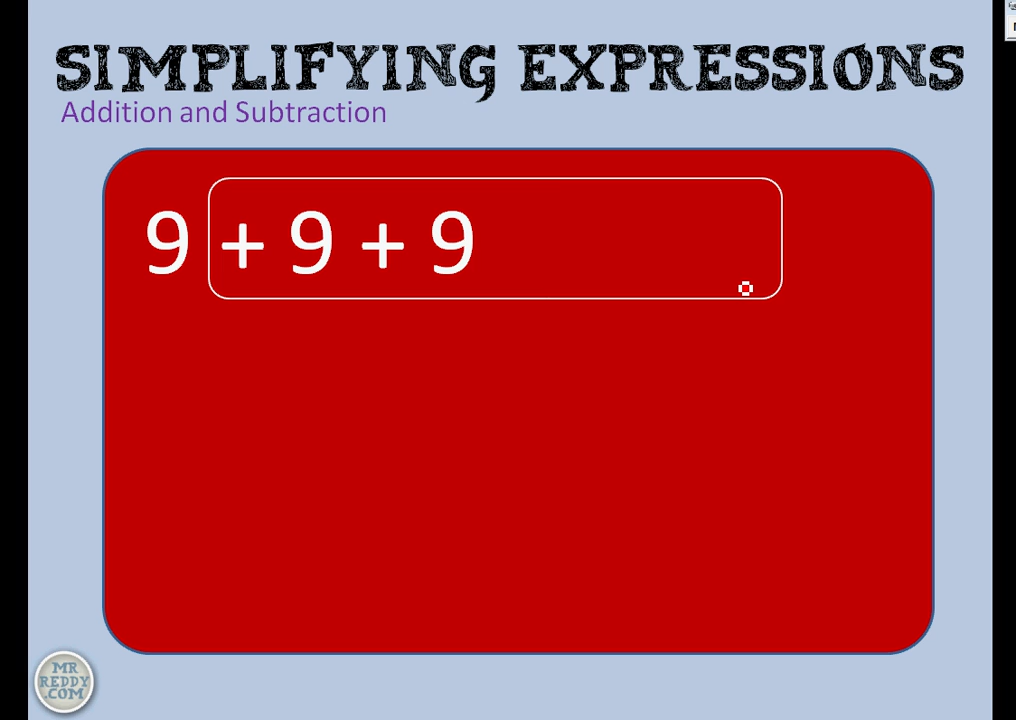 SIMPLIFYING EXPRESSIONS
Addition and Subtraction
9 + 9 + 9
MR
REDDY
.COM